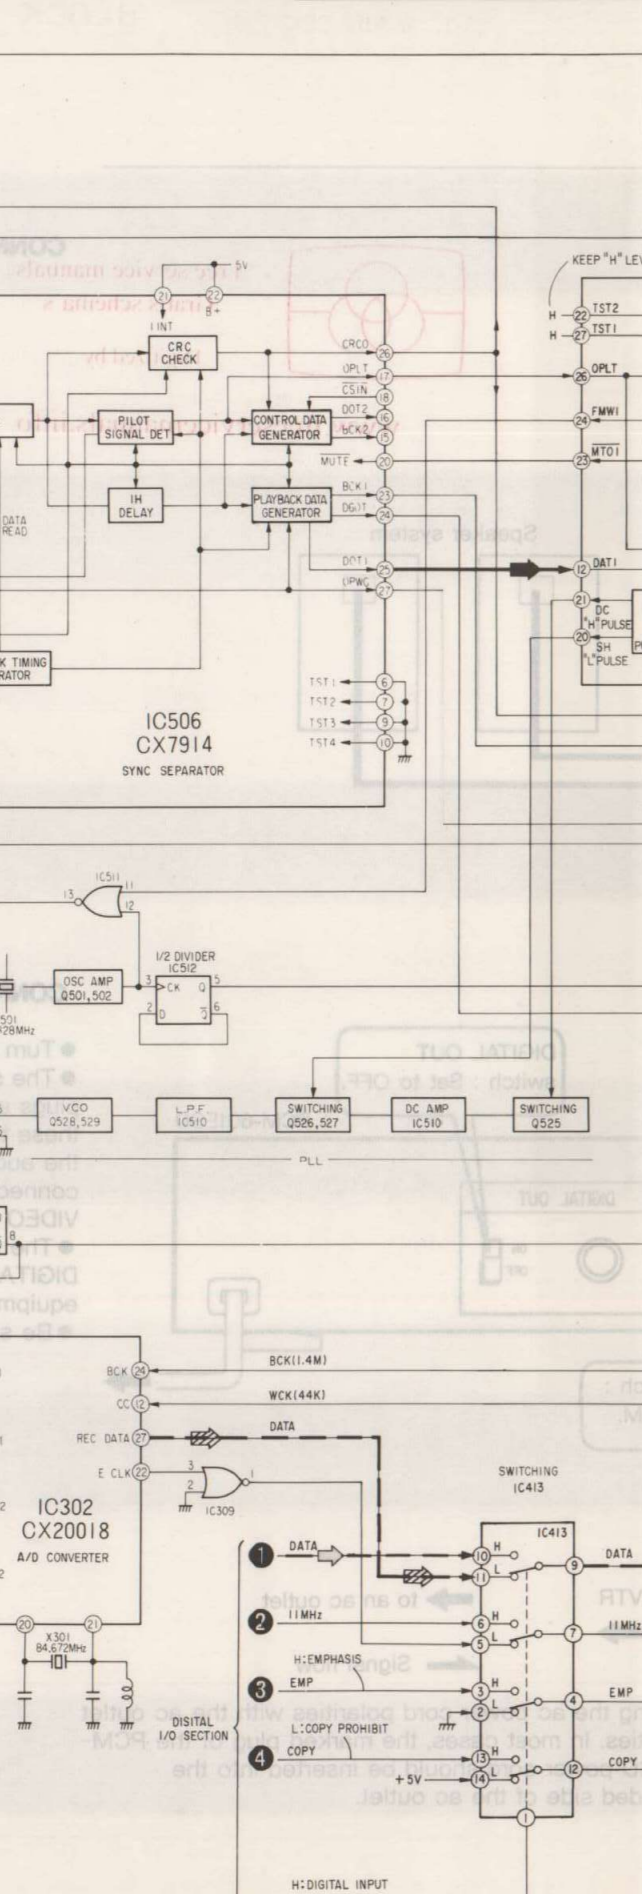 KEEP "H" LE
5V
21
22
B+
I INT
CRC
CHECK
CRCO
26
OPLT
17
CSIN
18
DOT2
16
BCK2
15
MUTE
20
BCK1
23
DGOT
24
DOT1
25
OPWG
27
PILOT
SIGNAL DET
CONTROL DATA
GENERATOR
1H
DELAY
PLAYBACK DATA
GENERATOR
DATA
READ
K TIMING
RATOR
H
22
TST2
H
27
TST1
26
OPLT
24
FMW1
23
MTO1
12
DAT1
21
DC
"H" PULSE
20
SH
"L" PULSE
TST1
6
TST2
7
TST3
9
TST4
10
IC506
CX7914
SYNC SEPARATOR
IC511
13
11
12
1/2 DIVIDER
IC512
OSC AMP
Q501,502
3
CK
Q
5
2
D
Q
6
501
28MHz
VCO
Q528,529
L.P.F.
IC510
SWITCHING
Q526,527
DC AMP
IC510
SWITCHING
Q525
PLL
8
BCK
24
BCK(1.4M)
CC
12
WCK(44K)
REC DATA
27
DATA
E CLK
22
3
2
1
IC309
IC302
CX20018
A/D CONVERTER
20
21
X301
84.672MHz
SWITCHING
IC413
IC413
1
DATA
10
H
11
L
9
DATA
2
11MHz
6
H
5
L
7
11MHz
H:EMPHASIS
3
EMP
3
H
2
L
4
EMP
DISITAL
I/O SECTION
L:COPY PROHIBIT
4
COPY
13
H
+5V
14
L
12
COPY
1
H:DIGITAL INPUT